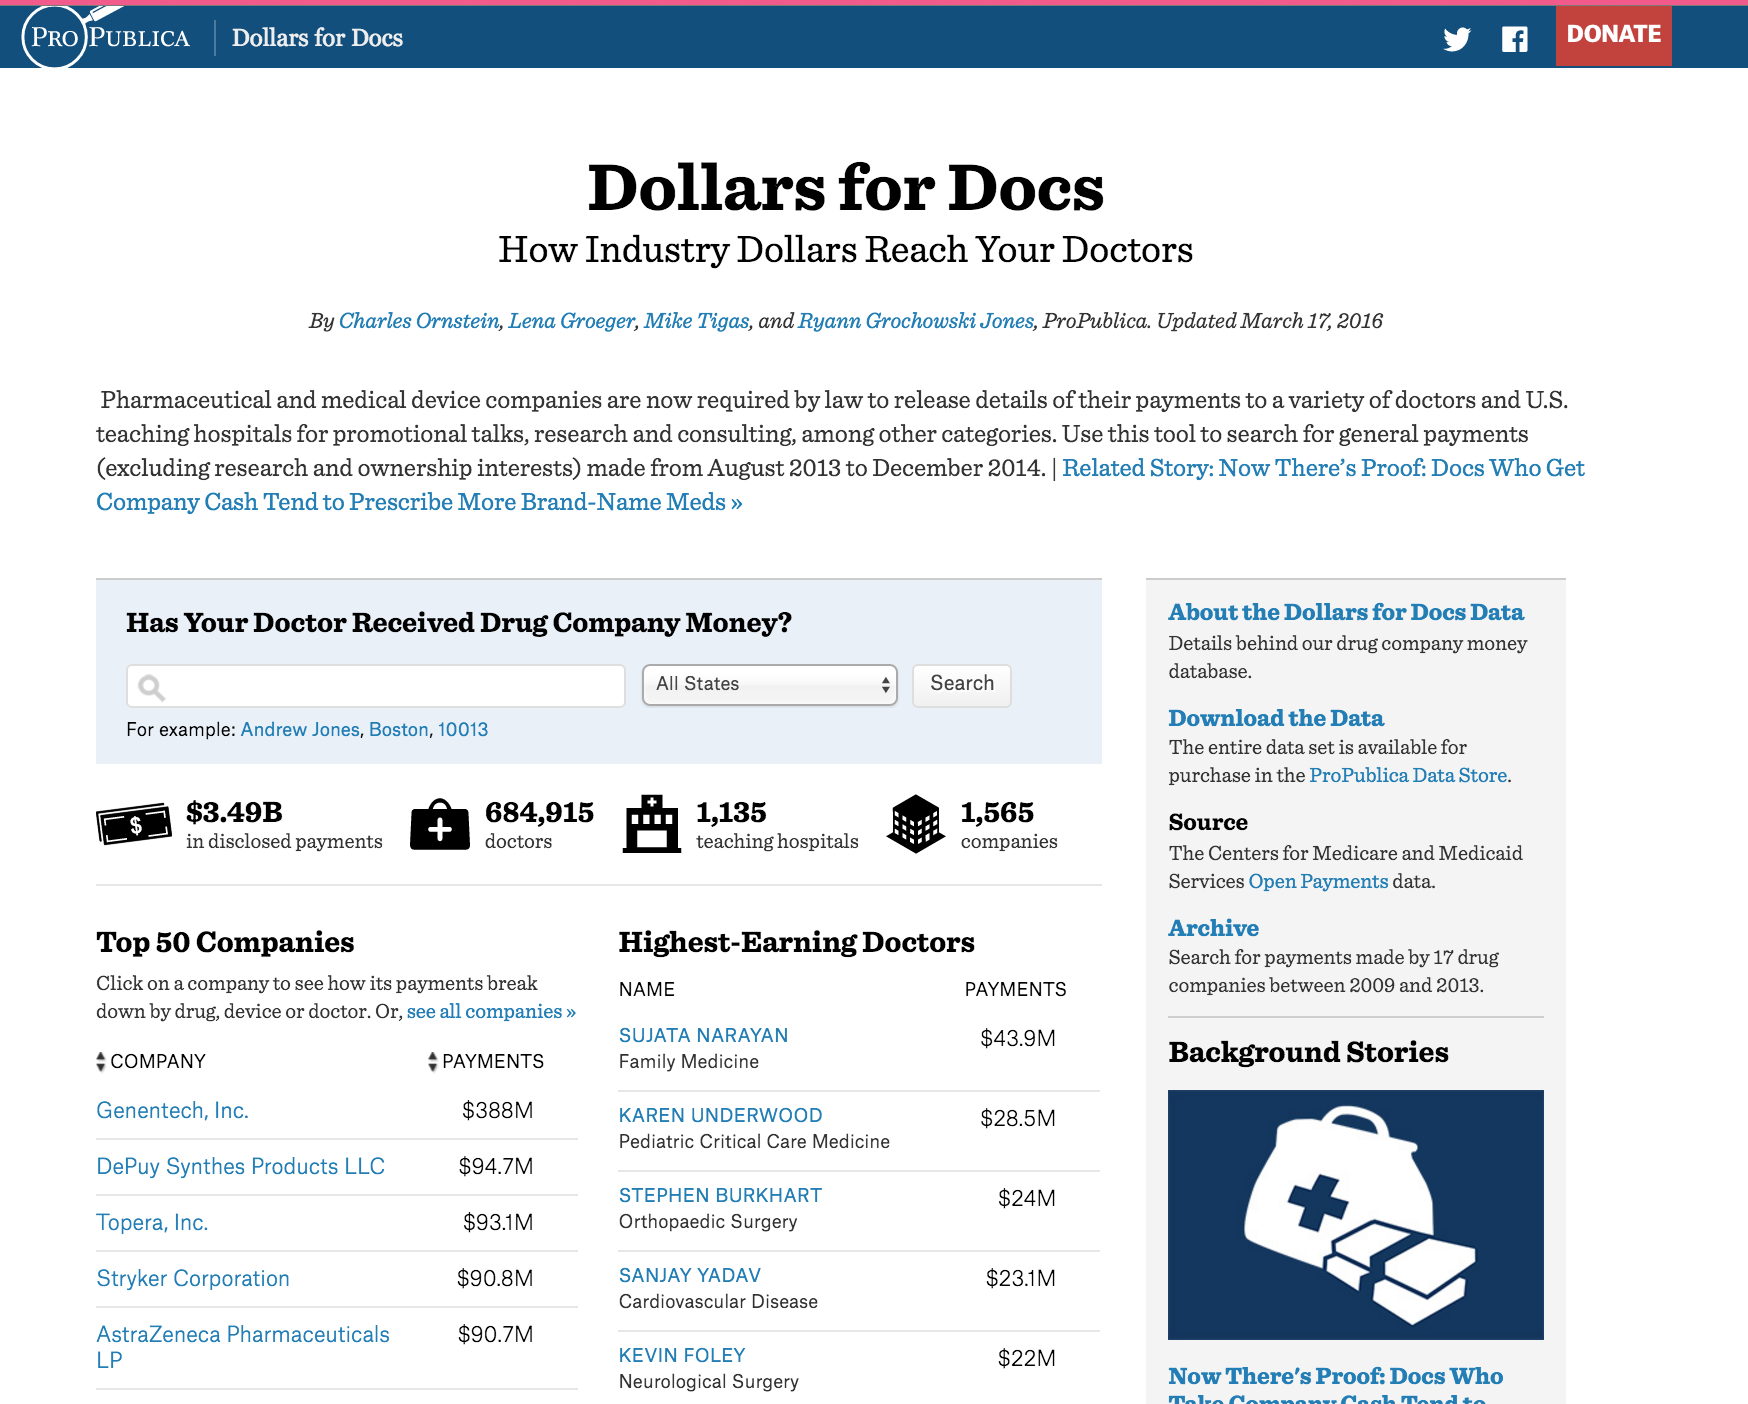 PROPUBLICA
Dollars for Docs
DONATE
Dollars for Docs
How Industry Dollars Reach Your Doctors
By Charles Ornstein, Lena Groeger, Mike Tigas, and Ryann Grochowski Jones, ProPublica. Updated March 17, 2016
Pharmaceutical and medical device companies are now required by law to release details of their payments to a variety of doctors and U.S.
teaching hospitals for promotional talks, research and consulting, among other categories. Use this tool to search for general payments
(excluding research and ownership interests) made from August 2013 to December 2014. | Related Story: Now There's Proof: Docs Who Get
Company Cash Tend to Prescribe More Brand-Name Meds »
Has Your Doctor Received Drug Company Money?
All States
Search
For example: Andrew Jones, Boston, 10013
$3.49B
in disclosed payments
684,915
doctors
1,135
teaching hospitals
1,565
companies
Top 50 Companies
Click on a company to see how its payments break
down by drug, device or doctor. Or, see all companies »
COMPANY PAYMENTS
Genentech, Inc. $388M
DePuy Synthes Products LLC $94.7M
Topera, Inc. $93.1M
Stryker Corporation $90.8M
AstraZeneca Pharmaceuticals $90.7M
LP
Highest-Earning Doctors
NAME PAYMENTS
SUJATA NARAYAN $43.9M
Family Medicine
KAREN UNDERWOOD $28.5M
Pediatric Critical Care Medicine
STEPHEN BURKHART $24M
Orthopaedic Surgery
SANJAY YADAV $23.1M
Cardiovascular Disease
KEVIN FOLEY $22M
Neurological Surgery
About the Dollars for Docs Data
Details behind our drug company money
database.
Download the Data
The entire data set is available for
purchase in the ProPublica Data Store.
Source
The Centers for Medicare and Medicaid
Services Open Payments data.
Archive
Search for payments made by 17 drug
companies between 2009 and 2013.
Background Stories
Now There's Proof: Docs Who
Take Company Cash Tend to